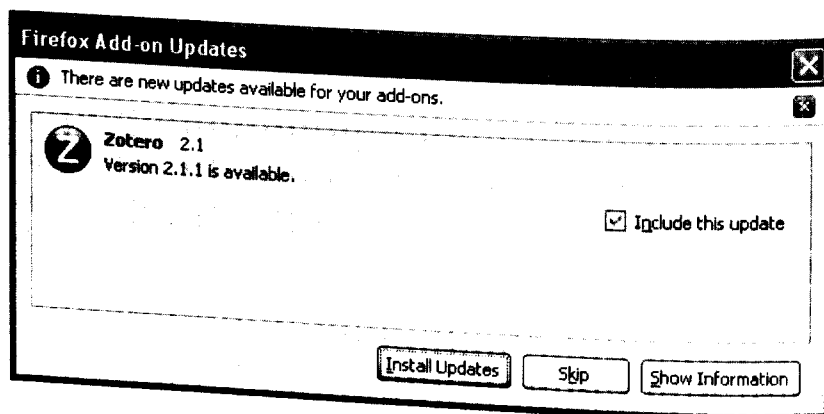 Firefox Add-on Updates
There are new updates available for your add-ons.
Zotero 2.1
Version 2.1.1 is available.
Include this update
Install Updates
Skip
Show Information